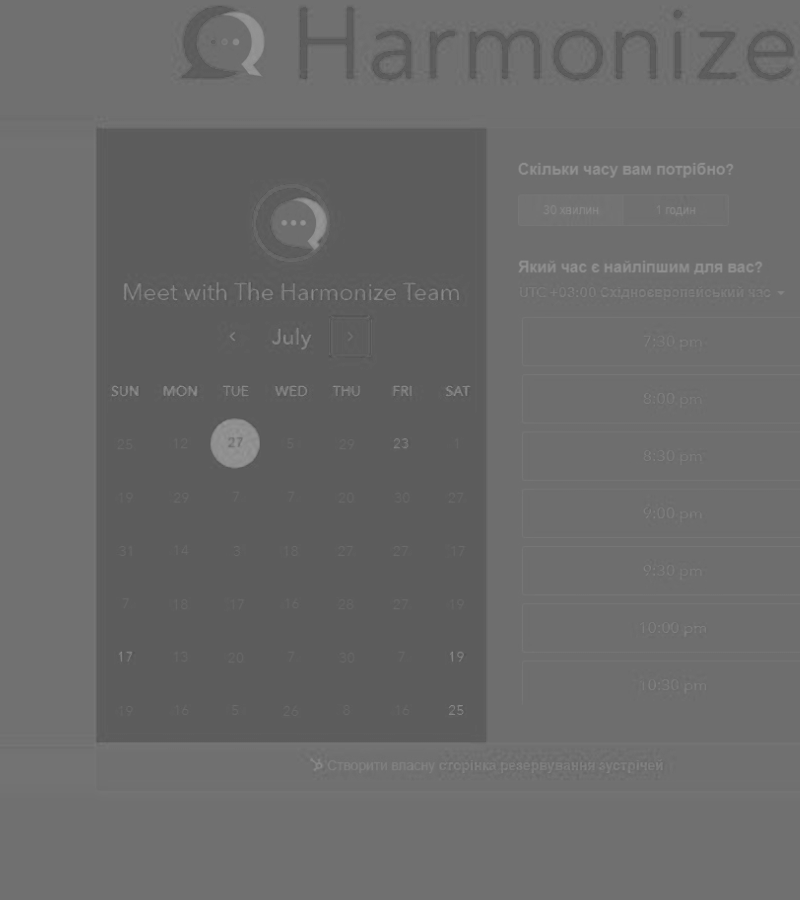 Harmonize
Meet with The Harmonize Team
July
SUN MON TUE WED THU FRI SAT
25 12 27 5 29 23 1
19 29 7 7 20 30 27
31 14 3 18 27 27 17
7 18 17 16 28 27 19
17 13 20 7 30 7 19
19 16 5 26 8 16 25
Скільки часу вам потрібно?
30 хвилин 1 годин
Який час є найліпшим для вас?
UTC +03:00 Східноєвропейський час
7:30 pm
8:00 pm
8:30 pm
9:00 pm
9:30 pm
10:00 pm
10:30 pm
Створити власну сторінка резервування зустрічей